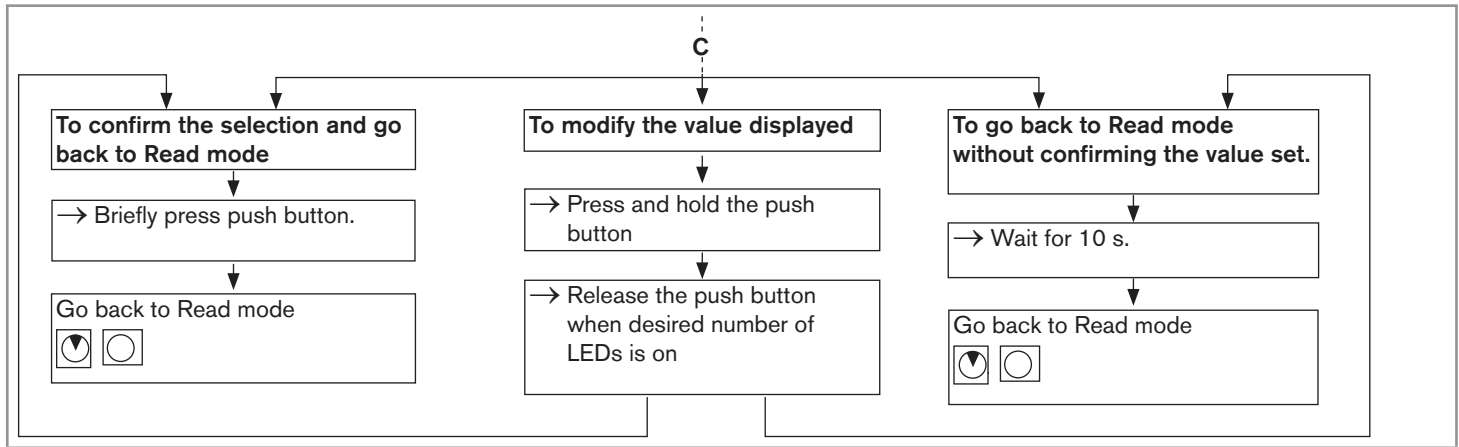 C
To confirm the selection and go
back to Read mode
→ Briefly press push button.
Go back to Read mode
To modify the value displayed
→ Press and hold the push
button
→ Release the push button
when desired number of
LEDs is on
To go back to Read mode
without confirming the value set.
→ Wait for 10 s.
Go back to Read mode